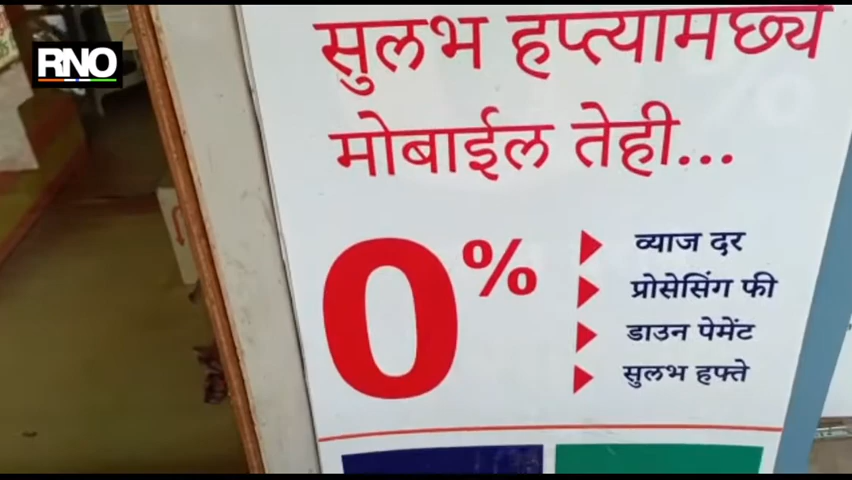 RNO
सुलभ हप्त्यामध्ये
मोबाईल तेही...
0%
व्याज दर
प्रोसेसिंग फी
डाउन पेमेंट
सुलभ हफ्ते